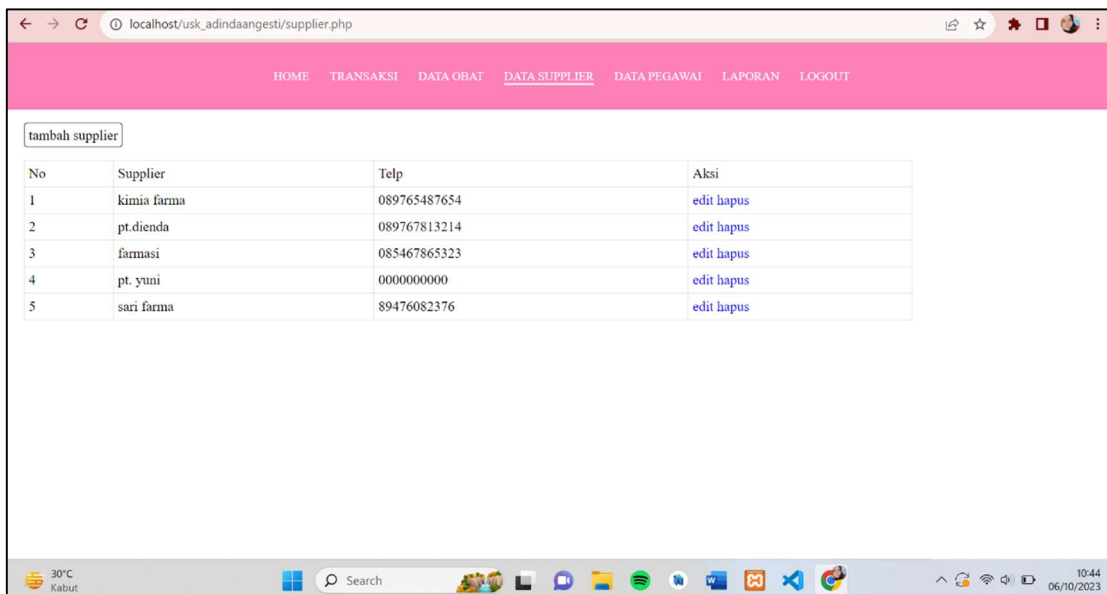 localhost/usk_adindaangesti/supplier.php
HOME TRANSAKSI DATA OBAT DATA SUPPLIER DATA PEGAWAI LAPORAN LOGOUT
tambah supplier
No Supplier Telp Aksi
1 kimia farma 089765487654 edit hapus
2 pt.dienda 089767813214 edit hapus
3 farmasi 085467865323 edit hapus
4 pt. yuni 0000000000 edit hapus
5 sari farma 89476082376 edit hapus
30°C
Kabut
Search
10:44
06/10/2023